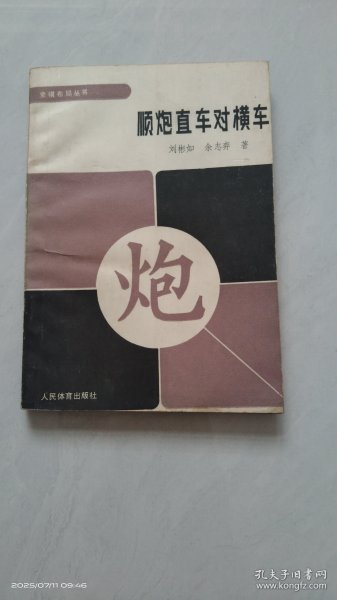 象棋布局丛书
顺炮直车对横车
刘彬如 余志弈 著
炮
人民体育出版社
2025/07/11 09:46
孔夫子旧书网
www.kongfz.com